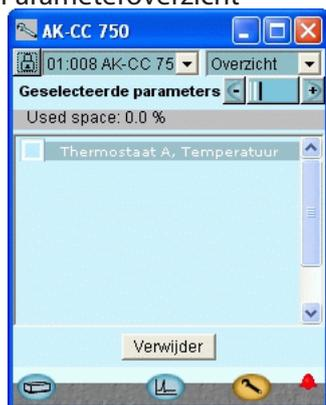 Parameteroverzicht
AK-CC 750
01:008 AK-CC 75 Overzicht
Geselecteerde parameters
Used space: 0.0 %
Thermostaat A, Temperatuur
Verwijder